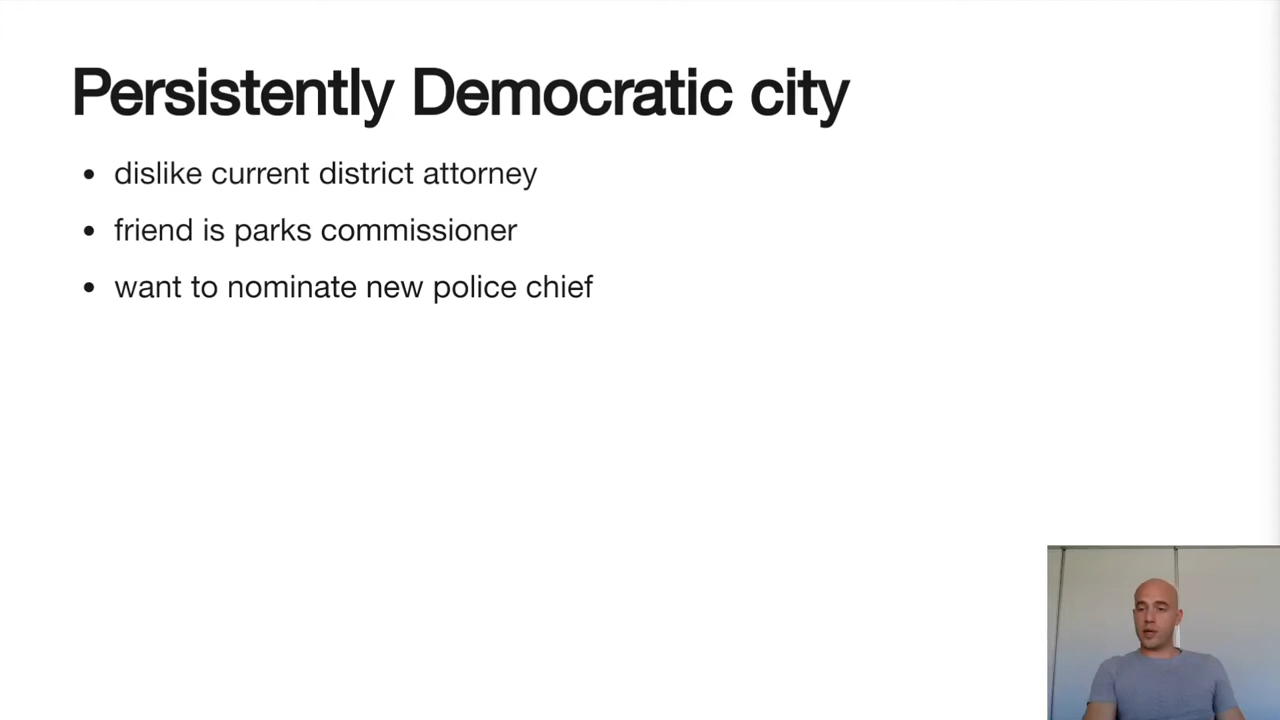 Persistently Democratic city
• dislike current district attorney
• friend is parks commissioner
• want to nominate new police chief